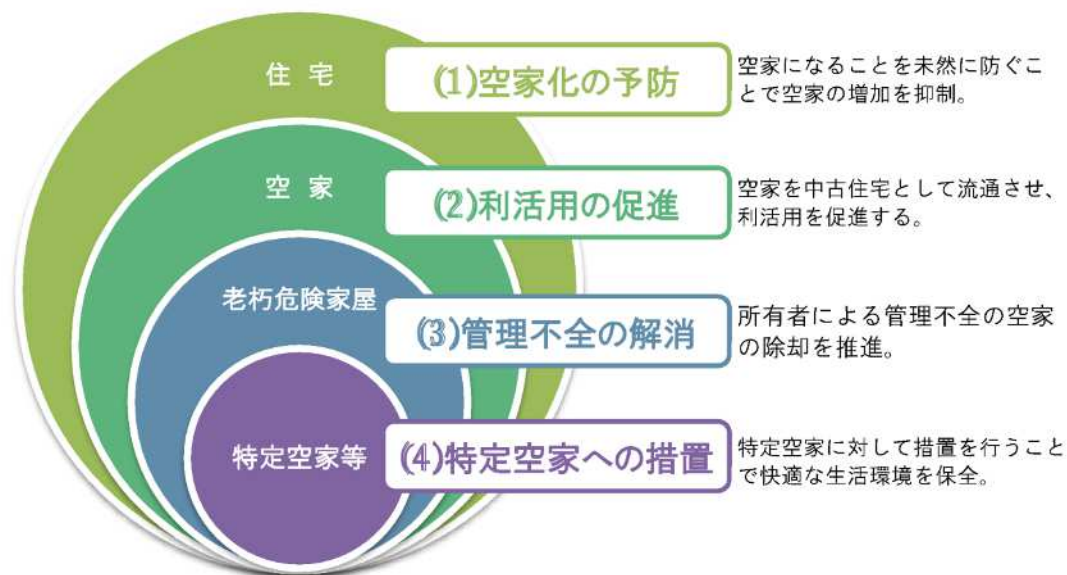 住宅
(1)空家化の予防
空家になることを未然に防ぐこ
とで空家の増加を抑制。
空家
(2)利活用の促進
空家を中古住宅として流通させ、
利活用を促進する。
老朽危険家屋
(3)管理不全の解消
所有者による管理不全の空家
の除却を推進。
特定空家等
(4)特定空家への措置
特定空家に対して措置を行うこと
で快適な生活環境を保全。